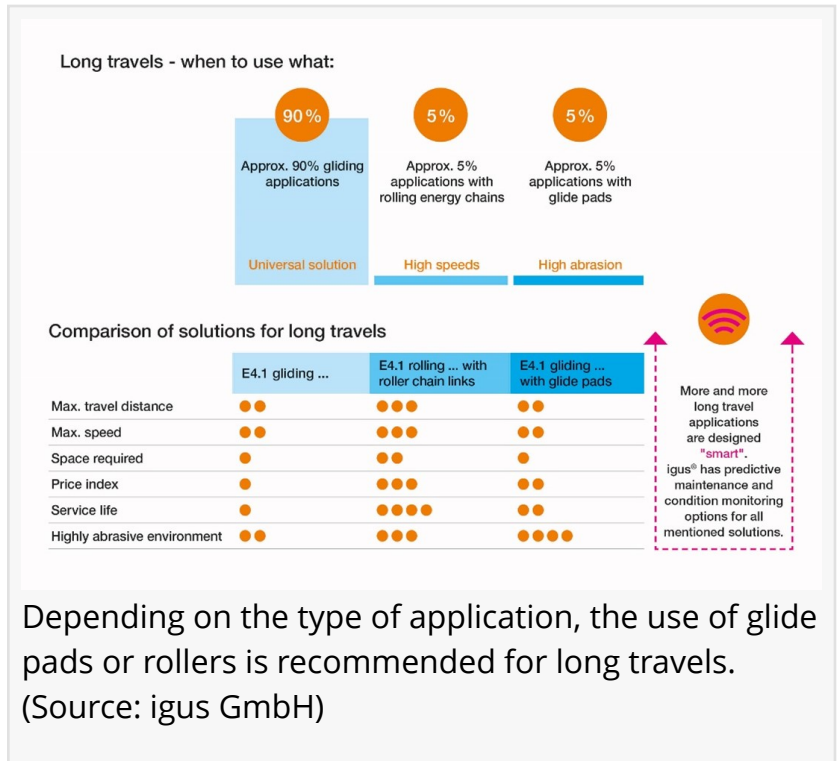 Long travels - when to use what:
90%
5%
5%
Approx. 90% gliding
applications
Approx. 5%
applications with
rolling energy chains
Approx. 5%
applications with
glide pads
Universal solution
High speeds
High abrasion
Comparison of solutions for long travels
E4.1 gliding ...
E4.1 rolling ... with
roller chain links
E4.1 gliding ...
with glide pads
Max. travel distance
Max. speed
Space required
Price index
Service life
Highly abrasive environment
More and more
long travel
applications
are designed
"smart".
igus® has predictive
maintenance and
condition monitoring
options for all
mentioned solutions.
Depending on the type of application, the use of glide
pads or rollers is recommended for long travels.
(Source: igus GmbH)